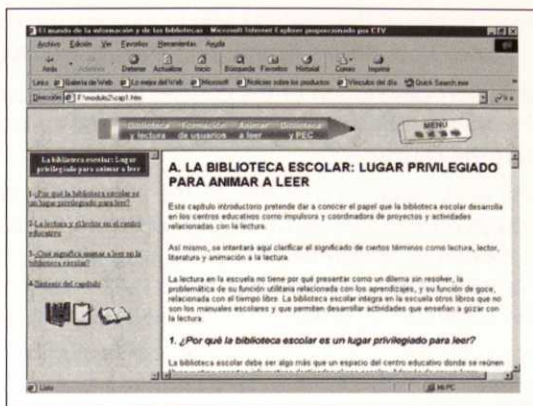 El mundo de la información y de las bibliotecas - Microsoft Internet Explorer proporcionado por CTV
Archivo Edición Ver Favoritos Herramientas Ayuda
Atrás Adelante Detener Actualizar Inicio Búsqueda Favoritos Historial Correo Imprimir
Links Galería de Web Lo mejor del Web Microsoft Noticias sobre los productos Vínculos del día Quick Search.exe
Dirección F:\modulo2\cap1.htm Ir a
Biblioteca Formación Animar Biblioteca
y lectura de usuarios a leer y PEC
MENU
La biblioteca escolar: Lugar
privilegiado para animar a leer
1-¿Por qué la biblioteca escolar es
un lugar privilegiado para leer?
2-La lectura y el lector en el centro
educativo
3-¿Qué significa animar a leer en la
biblioteca escolar?
4-Síntesis del capítulo
A. LA BIBLIOTECA ESCOLAR: LUGAR PRIVILEGIADO
PARA ANIMAR A LEER
Este capítulo introductorio pretende dar a conocer el papel que la biblioteca escolar desarrolla
en los centros educativos como impulsora y coordinadora de proyectos y actividades
relacionadas con la lectura.
Así mismo, se intentará aquí clarificar el significado de ciertos términos como lectura, lector,
literatura y animación a la lectura.
La lectura en la escuela no tiene por qué presentar como un dilema sin resolver, la
problemática de su función utilitaria relacionada con los aprendizajes, y su función de goce,
relacionada con el tiempo libre. La biblioteca escolar integra en la escuela otros libros que no
son los manuales escolares y que permiten desarrollar actividades que enseñan a gozar con
la lectura.
1. ¿Por qué la biblioteca escolar es un lugar privilegiado para leer?
La biblioteca escolar debe ser algo más que un espacio del centro educativo donde se reúnen
Listo Mi PC